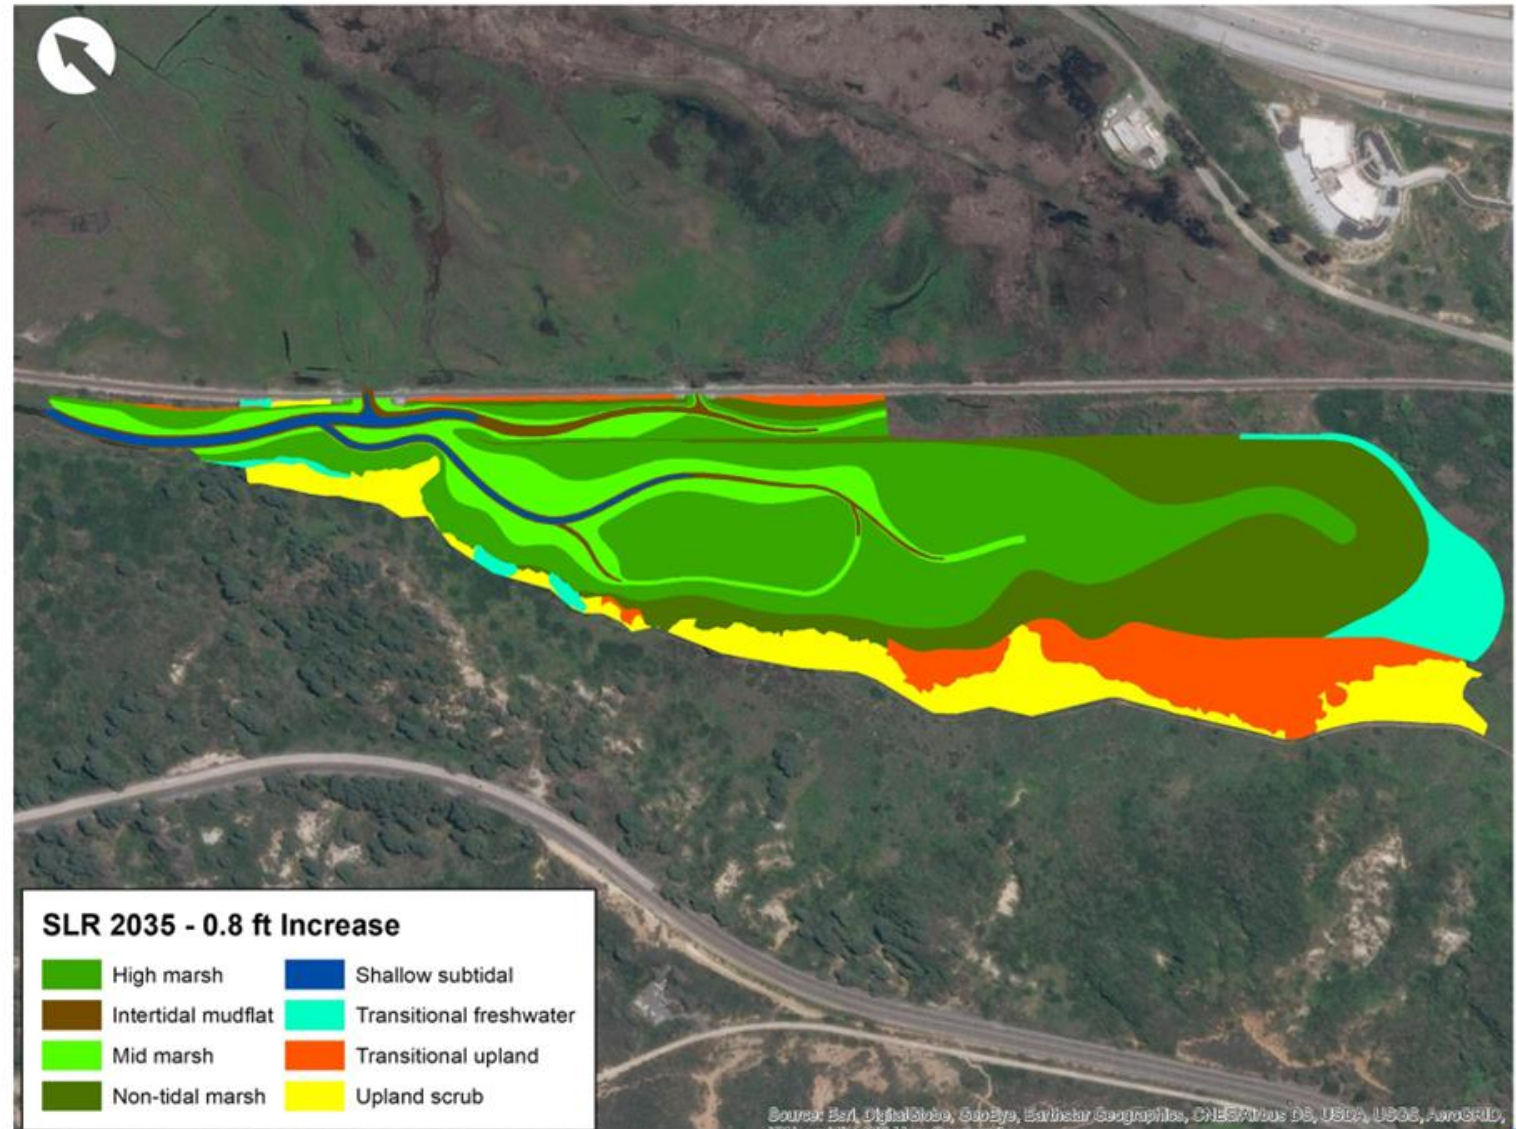 SLR 2035 - 0.8 ft Increase
High marsh
Shallow subtidal
Intertidal mudflat
Transitional freshwater
Mid marsh
Transitional upland
Non-tidal marsh
Upland scrub
Source: Esri, DigitalGlobe, GeoEye, Earthstar Geographics, CNES/Airbus DS, USDA, USGS, AeroGRID,